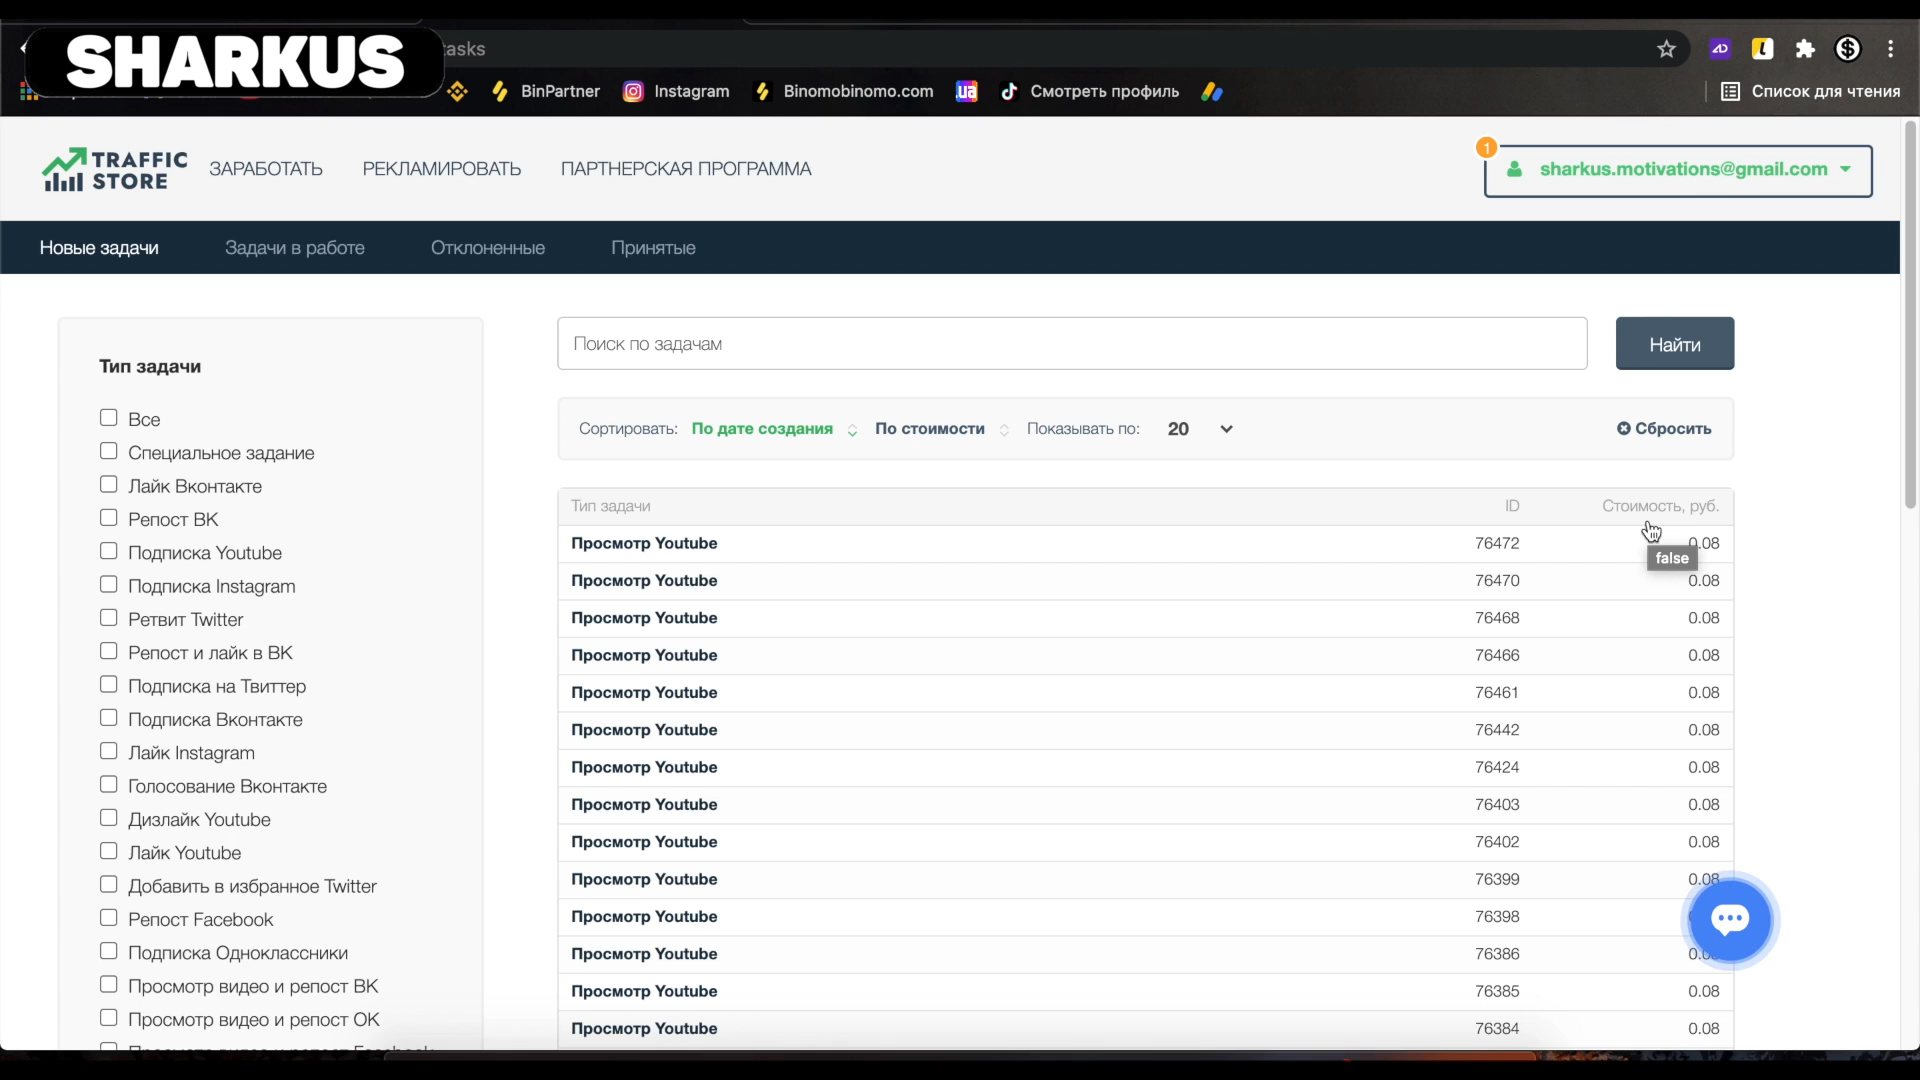 SHARKUS
tasks
BinPartner
Instagram
Binomobinomo.com
ua
Смотреть профиль
Список для чтения
TRAFFIC STORE
ЗАРАБОТАТЬ
РЕКЛАМИРОВАТЬ
ПАРТНЕРСКАЯ ПРОГРАММА
1
sharkus.motivations@gmail.com
Новые задачи
Задачи в работе
Отклоненные
Принятые
Тип задачи
Все
Специальное задание
Лайк Вконтакте
Репост ВК
Подписка Youtube
Подписка Instagram
Ретвит Twitter
Репост и лайк в ВК
Подписка на Твиттер
Подписка Вконтакте
Лайк Instagram
Голосование Вконтакте
Дизлайк Youtube
Лайк Youtube
Добавить в избранное Twitter
Репост Facebook
Подписка Одноклассники
Просмотр видео и репост ВК
Просмотр видео и репост ОК
Поиск по задачам
Найти
Сортировать: По дате создания По стоимости Показывать по: 20 Сбросить
Тип задачи ID Стоимость, руб.
Просмотр Youtube 76472 0.08
false
Просмотр Youtube 76470 0.08
Просмотр Youtube 76468 0.08
Просмотр Youtube 76466 0.08
Просмотр Youtube 76461 0.08
Просмотр Youtube 76442 0.08
Просмотр Youtube 76424 0.08
Просмотр Youtube 76403 0.08
Просмотр Youtube 76402 0.08
Просмотр Youtube 76399 0.08
Просмотр Youtube 76398
Просмотр Youtube 76386
Просмотр Youtube 76385 0.08
Просмотр Youtube 76384 0.08